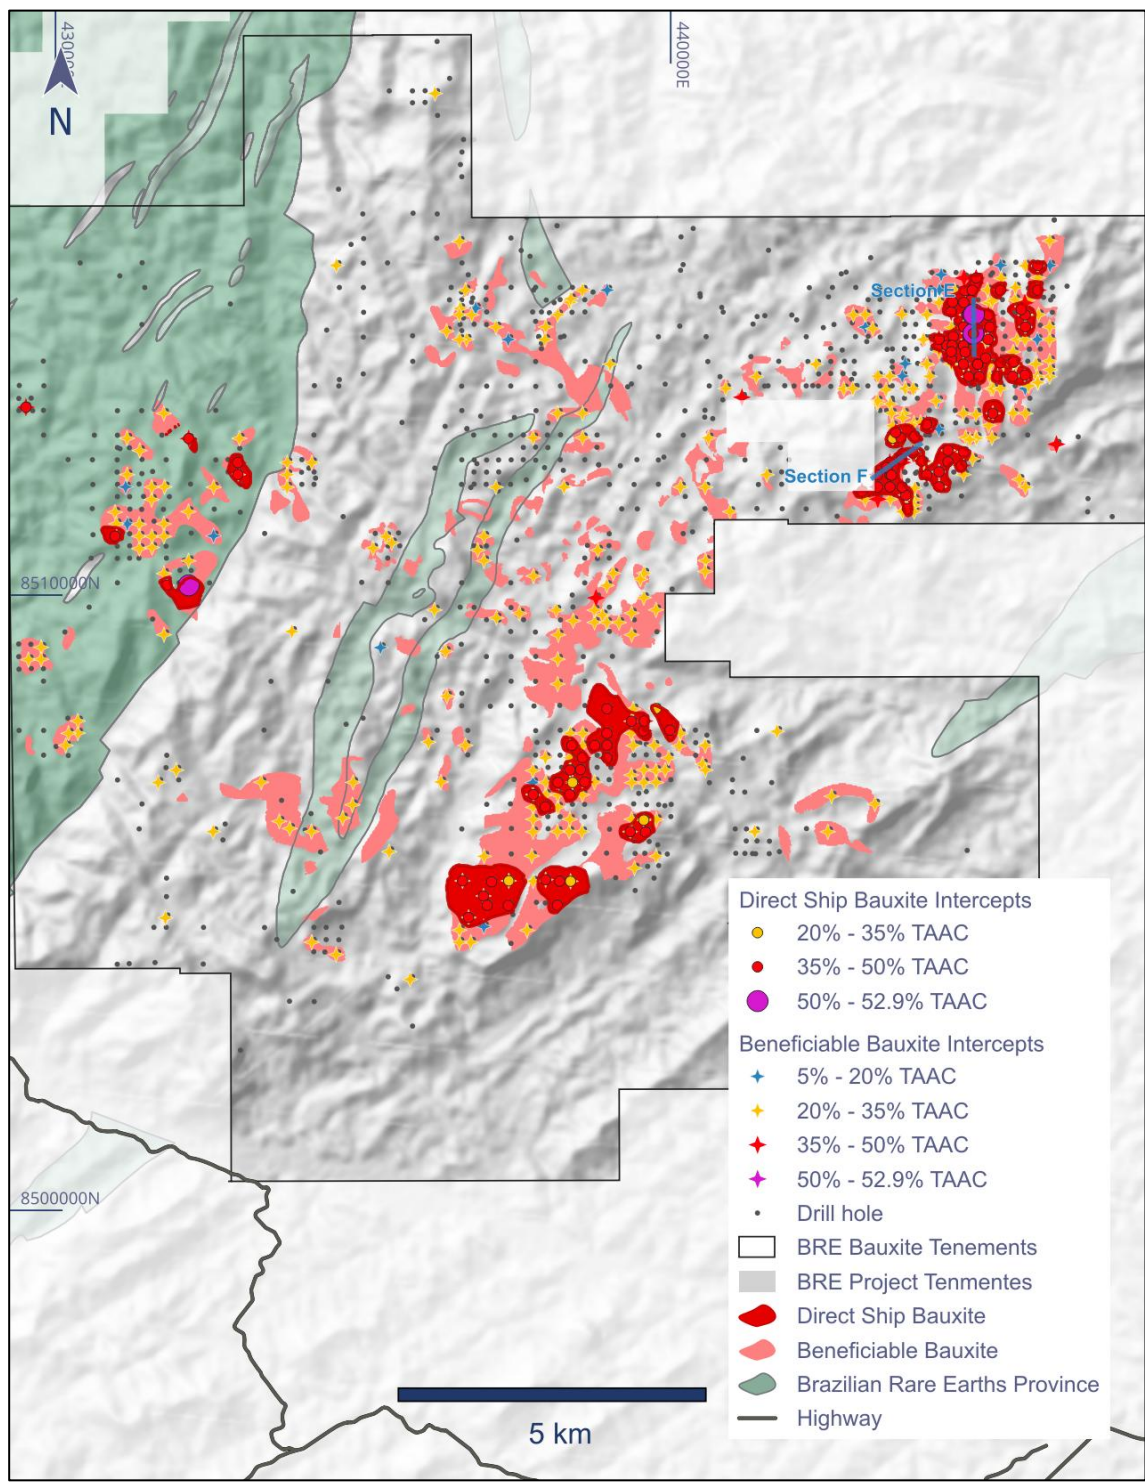 430000E
440000E
N
Section E
Section F
8510000N
8500000N
Direct Ship Bauxite Intercepts
20% - 35% TAAC
35% - 50% TAAC
50% - 52.9% TAAC
Beneficiable Bauxite Intercepts
5% - 20% TAAC
20% - 35% TAAC
35% - 50% TAAC
50% - 52.9% TAAC
Drill hole
BRE Bauxite Tenements
BRE Project Tenmentes
Direct Ship Bauxite
Beneficiable Bauxite
Brazilian Rare Earths Province
Highway
5 km